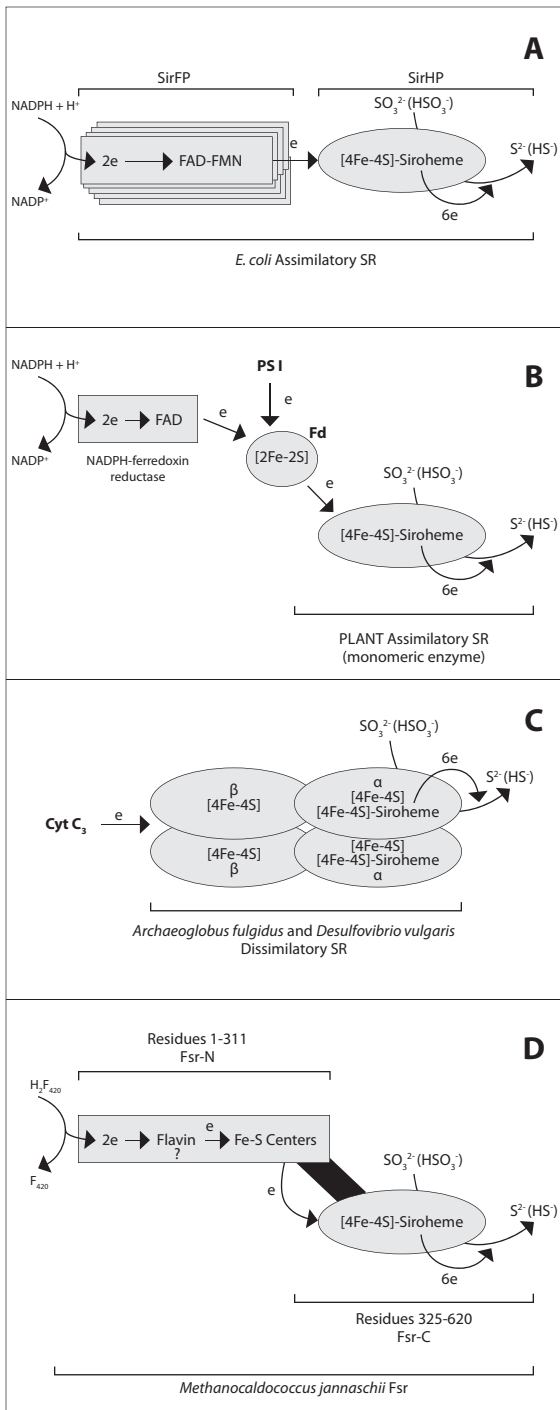 A
SirFP
SirHP
SO₃²⁻(HSO₃⁻)
NADPH + H⁺
e
2e
FAD-FMN
[4Fe-4S]-Siroheme
S²⁻(HS⁻)
NADP⁺
6e
E. coli Assimilatory SR
B
NADPH + H⁺
PS I
e
2e
FAD
e
Fd
[2Fe-2S]
NADP⁺
NADPH-ferredoxin
reductase
e
SO₃²⁻(HSO₃⁻)
[4Fe-4S]-Siroheme
S²⁻(HS⁻)
6e
PLANT Assimilatory SR
(monomeric enzyme)
C
SO₃²⁻(HSO₃⁻)
6e
S²⁻(HS⁻)
β
[4Fe-4S]
α
[4Fe-4S]
[4Fe-4S]-Siroheme
Cyt C₃
e
[4Fe-4S]
β
[4Fe-4S]
[4Fe-4S]-Siroheme
α
Archaeoglobus fulgidus and Desulfovibrio vulgaris
Dissimilatory SR
D
Residues 1-311
Fsr-N
H₂F₄₂₀
2e
Flavin
?
e
Fe-S Centers
F₄₂₀
e
SO₃²⁻(HSO₃⁻)
[4Fe-4S]-Siroheme
S²⁻(HS⁻)
6e
Residues 325-620
Fsr-C
Methanocaldococcus jannaschii Fsr